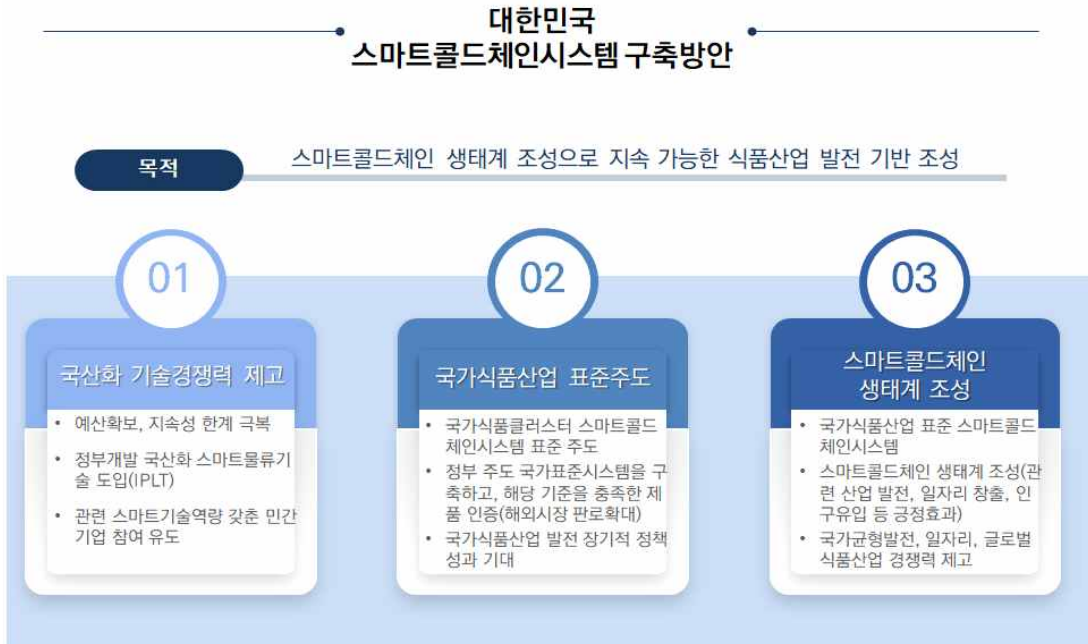 대한민국
스마트콜드체인시스템 구축방안
목적
스마트콜드체인 생태계 조성으로 지속 가능한 식품산업 발전 기반 조성
01
국산화 기술경쟁력 제고
• 예산확보, 지속성 한계 극복
• 정부개발 국산화 스마트물류기
술 도입(IPLT)
• 관련 스마트기술역량 갖춘 민간
기업 참여 유도
02
국가식품산업 표준주도
• 국가식품클러스터 스마트콜드
체인시스템 표준 주도
• 정부 주도 국가표준시스템을 구
축하고, 해당 기준을 충족한 제
품 인증(해외시장 판로확대)
• 국가식품산업 발전 장기적 정책
성과 기대
03
스마트콜드체인
생태계 조성
• 국가식품산업 표준 스마트콜드
체인시스템
• 스마트콜드체인 생태계 조성(관
련 산업 발전, 일자리 창출, 인
구유입 등 긍정효과)
• 국가균형발전, 일자리, 글로벌
식품산업 경쟁력 제고